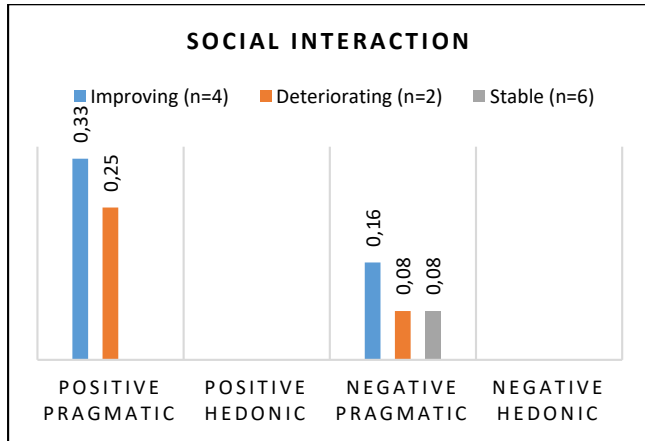 SOCIAL INTERACTION
Improving (n=4) Deteriorating (n=2) Stable (n=6)
0,33
0,25
0,16
0,08
0,08
POSITIVE PRAGMATIC
POSITIVE HEDONIC
NEGATIVE PRAGMATIC
NEGATIVE HEDONIC